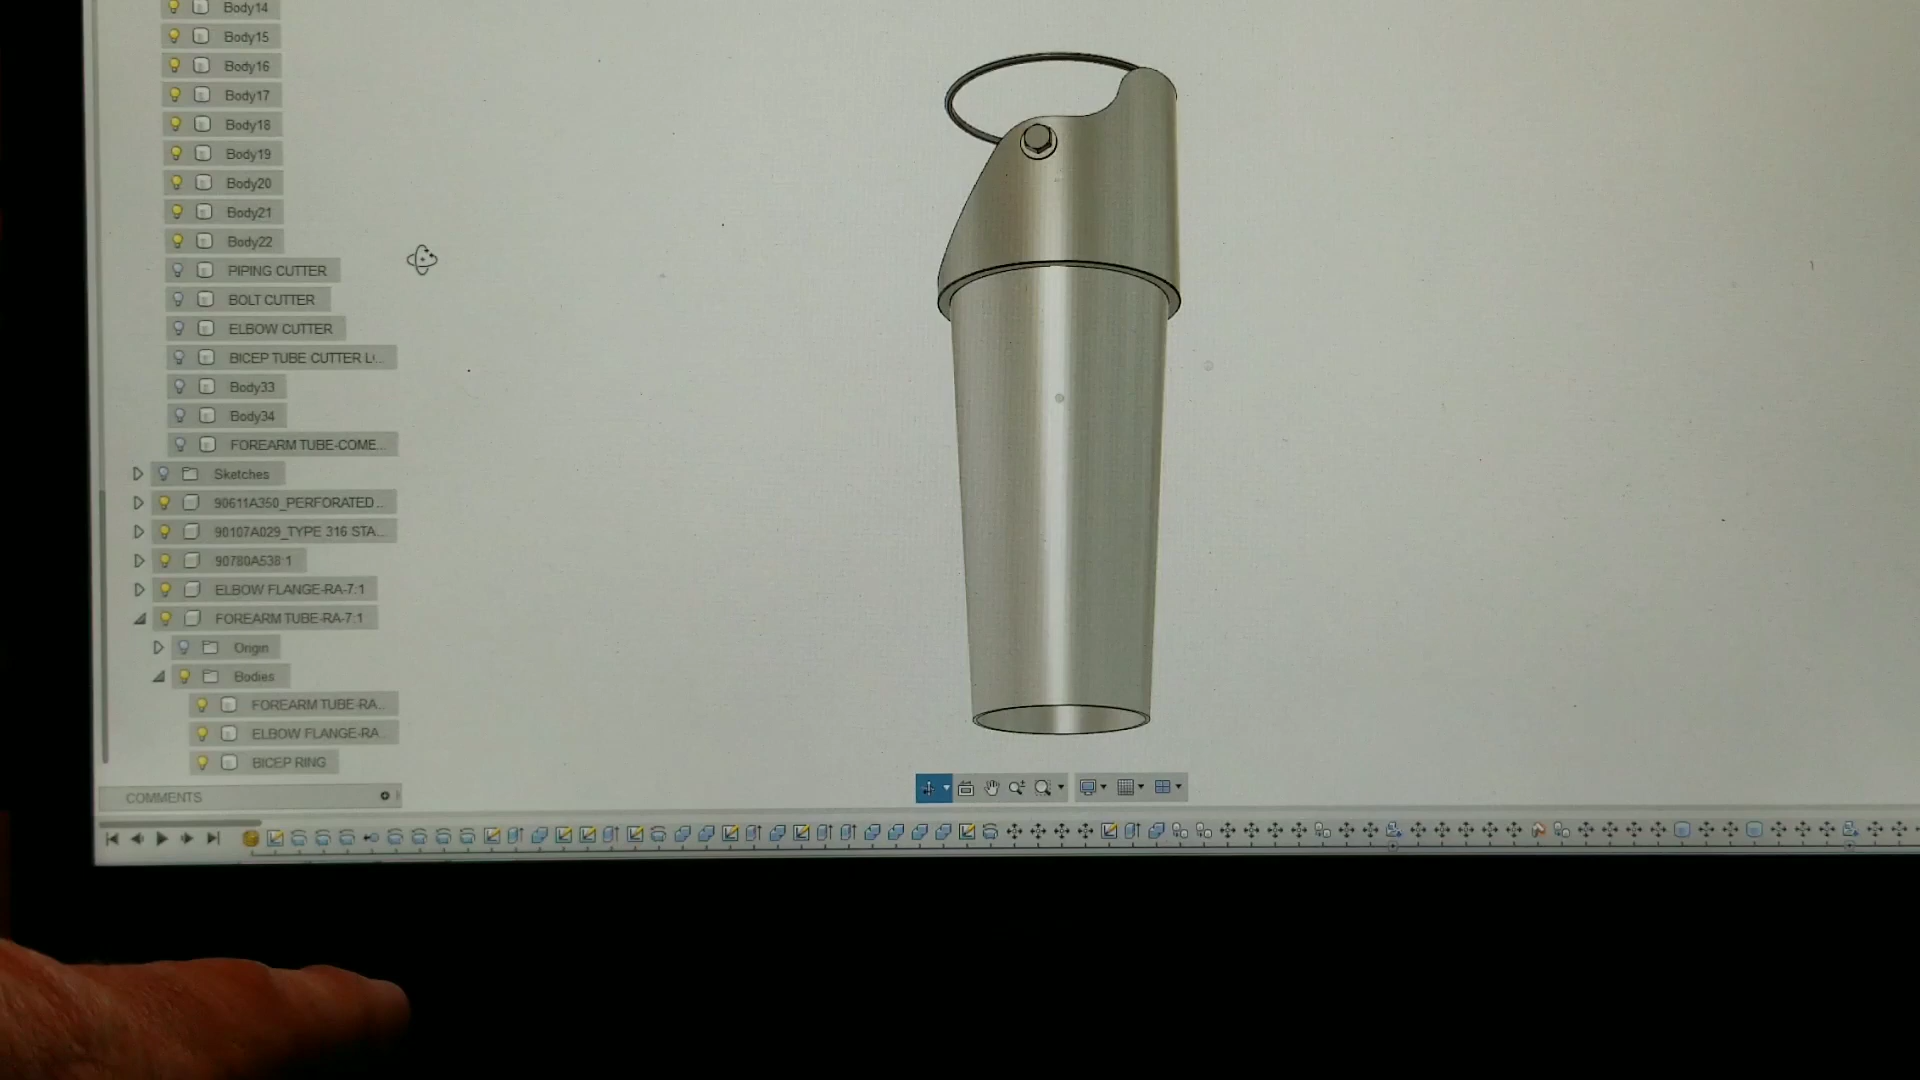 Body14
Body15
Body16
Body17
Body18
Body19
Body20
Body21
Body22
PIPING CUTTER
BOLT CUTTER
ELBOW CUTTER
BICEP TUBE CUTTER L(...
Body33
Body34
FOREARM TUBE-COME...
Sketches
90611A350_PERFORATED...
90107A029_TYPE 316 STA...
90780A538:1
ELBOW FLANGE-RA-7:1
FOREARM TUBE-RA-7:1
Origin
Bodies
FOREARM TUBE-RA...
ELBOW FLANGE-RA
BICEP RING
COMMENTS